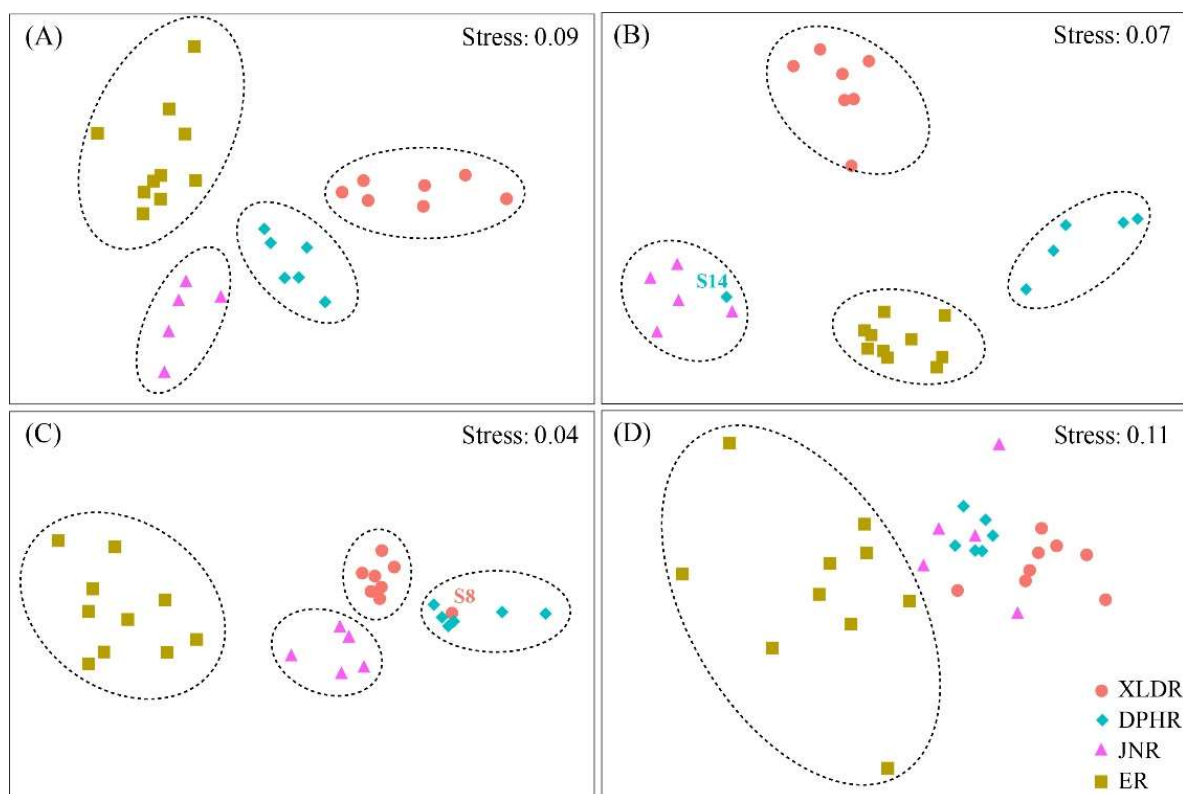 (A) Stress: 0.09
(B) Stress: 0.07
S14
(C) Stress: 0.04
S8
(D) Stress: 0.11
XLDR
DPHR
JNR
ER